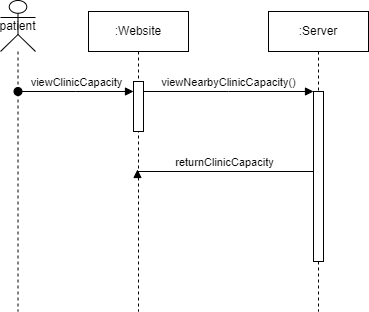 patient
:Website
:Server
viewClinicCapacity
viewNearbyClinicCapacity()
returnClinicCapacity